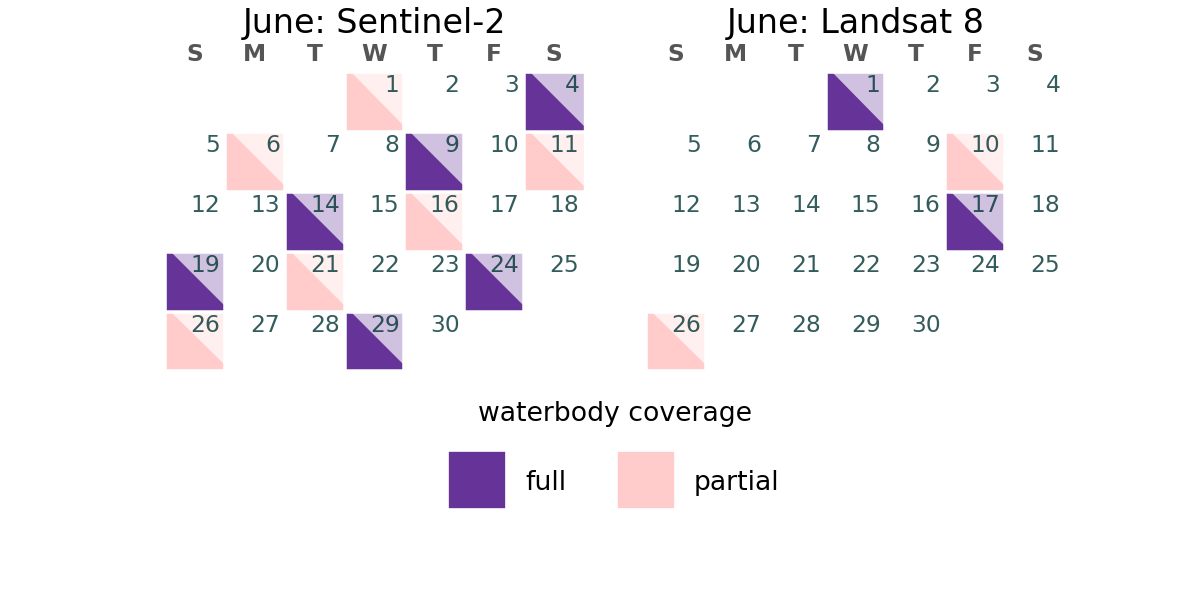 June: Sentinel-2
S M T W T F S
1 2 3 4
5 6 7 8 9 10 11
12 13 14 15 16 17 18
19 20 21 22 23 24 25
26 27 28 29 30
June: Landsat 8
S M T W T F S
1 2 3 4
5 6 7 8 9 10 11
12 13 14 15 16 17 18
19 20 21 22 23 24 25
26 27 28 29 30
waterbody coverage
full partial